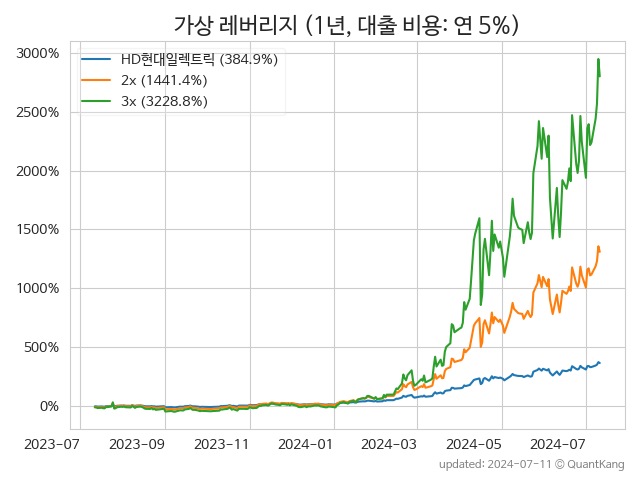 가상 레버리지 (1년, 대출 비용: 연 5%)
3000%
2500%
2000%
1500%
1000%
500%
0%
HD현대일렉트릭 (384.9%)
2x (1441.4%)
3x (3228.8%)
2023-07 2023-09 2023-11 2024-01 2024-03 2024-05 2024-07
updated: 2024-07-11 © QuantKang